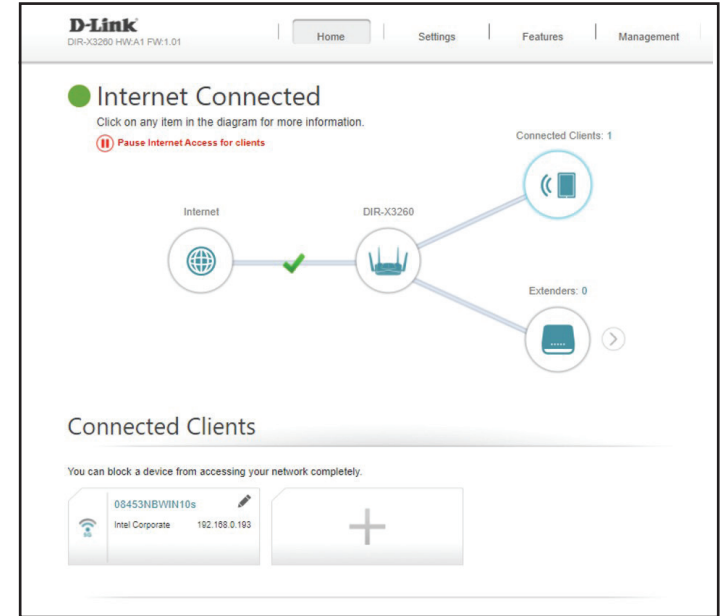 D-Link
DIR-X3260 HW:A1 FW:1.01
Home
Settings
Features
Management
Internet Connected
Click on any item in the diagram for more information.
Pause Internet Access for clients
Connected Clients: 1
Internet
DIR-X3260
Extenders: 0
Connected Clients
You can block a device from accessing your network completely.
08453NBWIN10s
Intel Corporate 192.168.0.193
5G